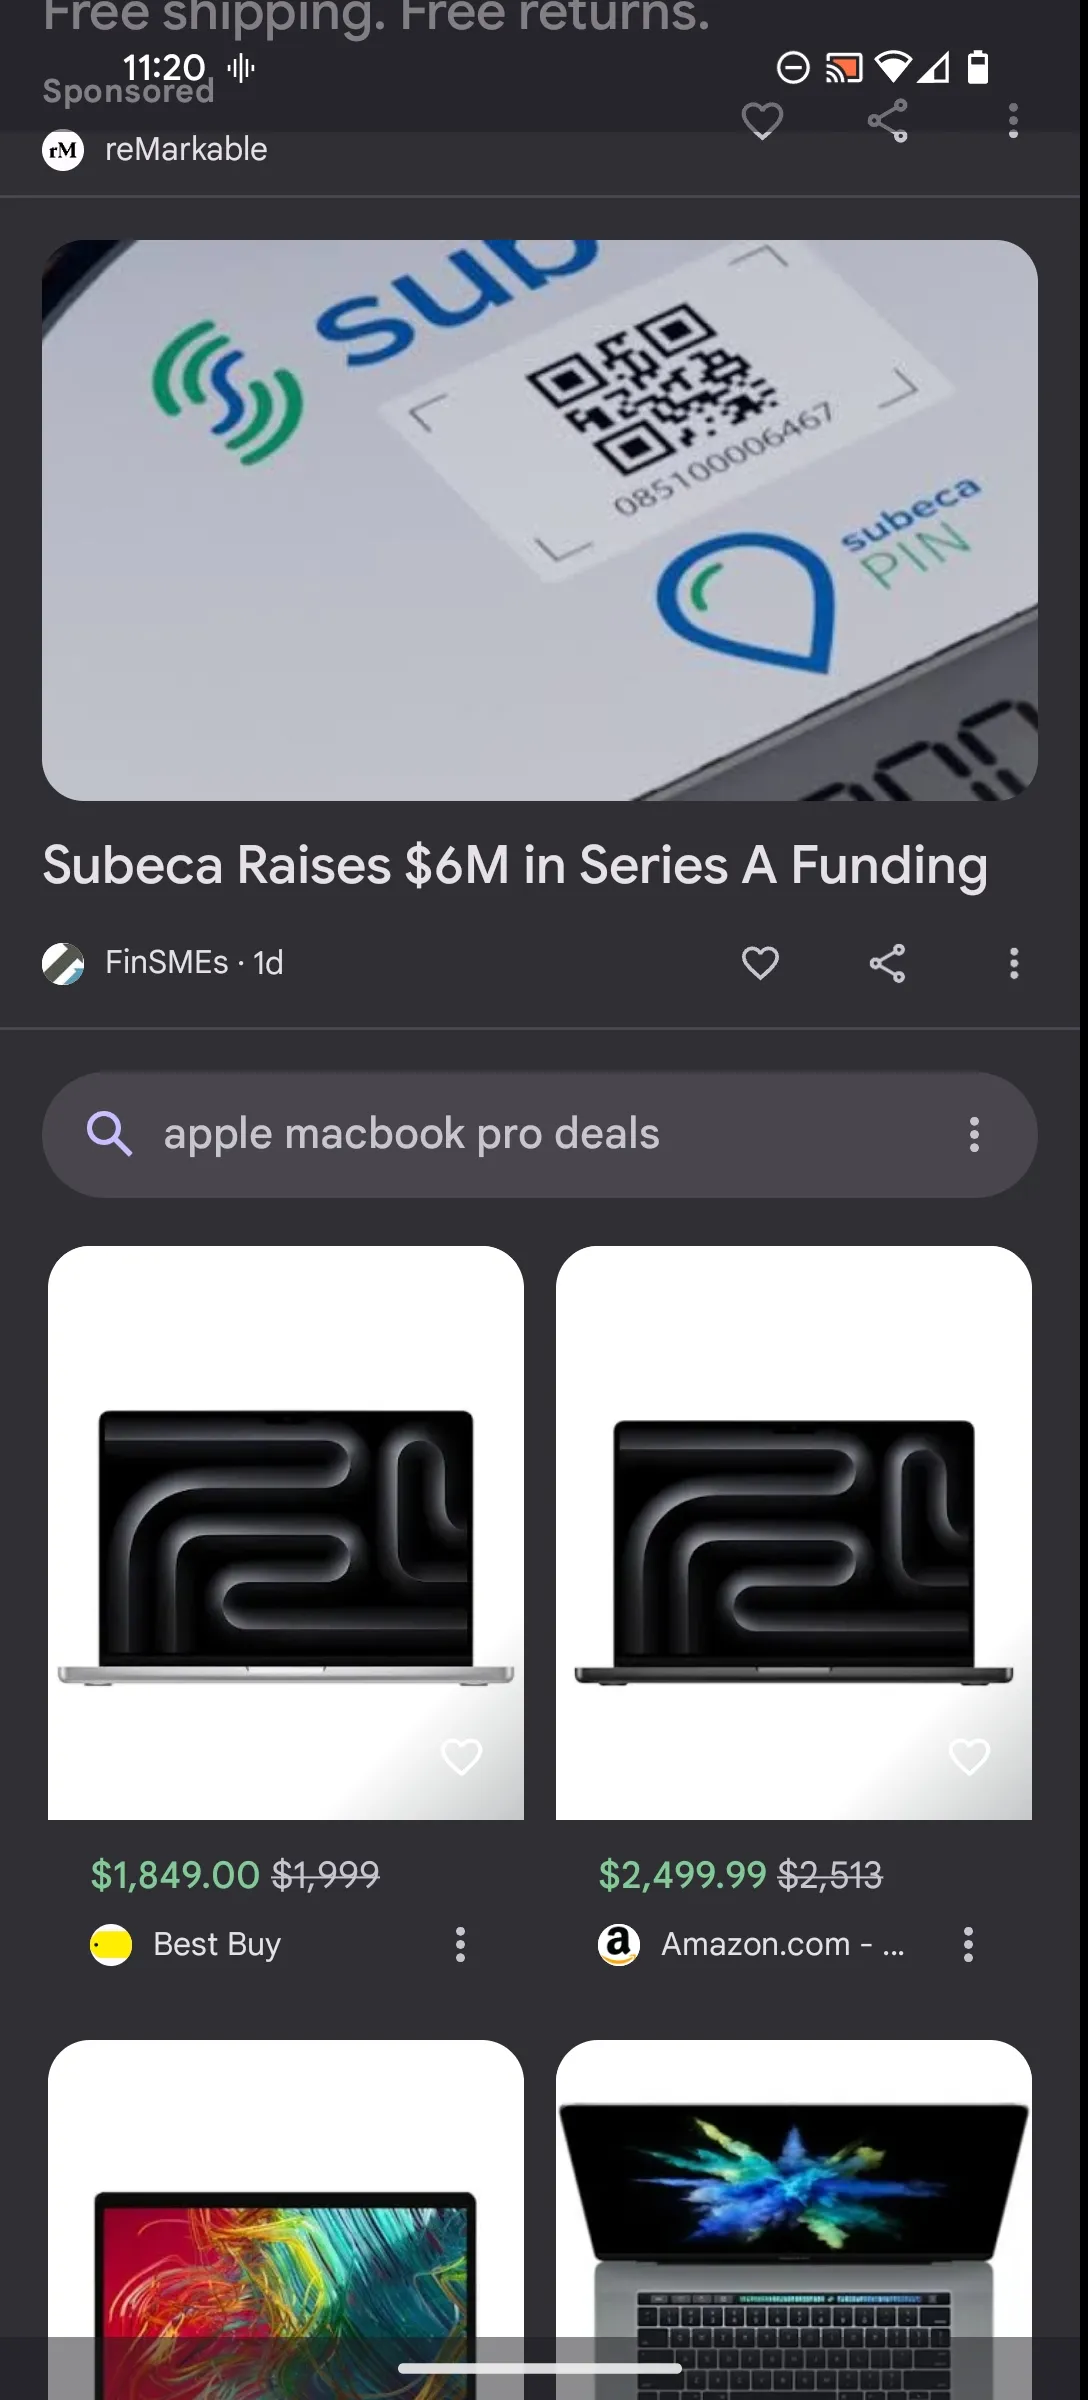 Free shipping. Free returns.
11:20
Sponsored
rM reMarkable
sub
085100006467
subeca
PIN
Subeca Raises $6M in Series A Funding
FinSMEs · 1d
apple macbook pro deals
$1,849.00 $1,999
$2,499.99 $2,513
Best Buy
a Amazon.com - ...